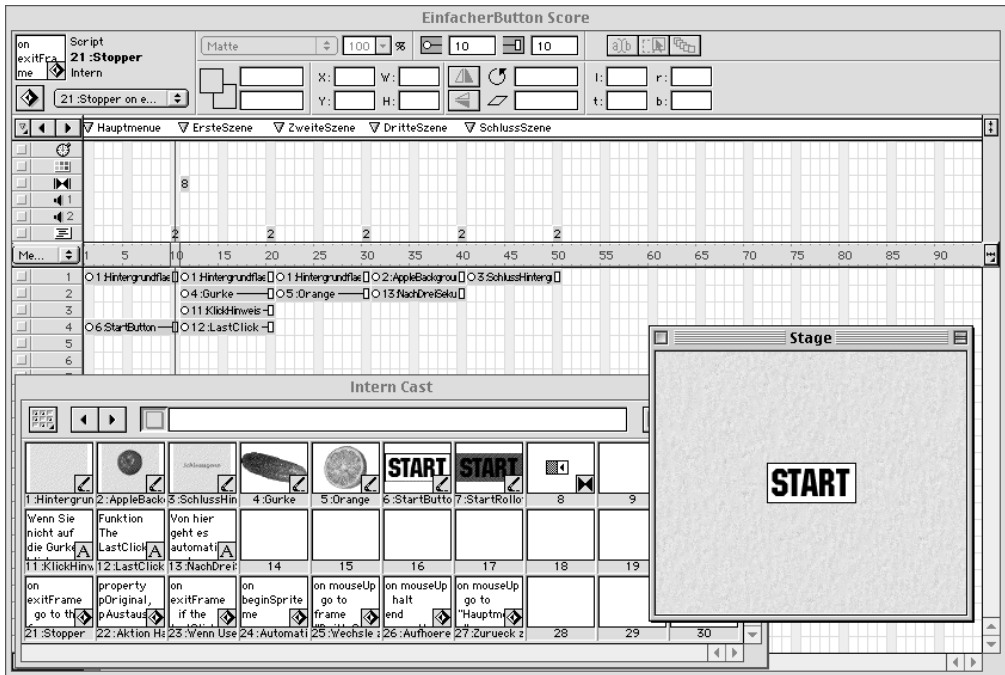 EinfacherButton Score
on
exitFra
me
Script
21 :Stopper
Intern
21 :Stopper on e...
Matte
100
%
10
10
X:
W:
Y:
H:
l:
r:
t:
b:
Hauptmenue
ErsteSzene
ZweiteSzene
DritteSzene
SchlussSzene
8
1
2
2 2 2 2 2
Me...
1 5 10 15 20 25 30 35 40 45 50 55 60 65 70 75 80 85 90
1 1:Hintergrundflae 1:Hintergrundflae 1:Hintergrundflae 2:AppleBackgrou 3:SchlussHintergr
2 4:Gurke 5:Orange 13:NachDreiSeku
3 11:KlickHinweis
4 6:StartButton 12:LastClick
5
6
Stage
START
Intern Cast
START START
1 :Hintergrun 2 :AppleBack 3 :SchlussHin 4 :Gurke 5 :Orange 6 :StartButto 7 :StartRollo 8 9
Wenn Sie
nicht auf
die Gurke
Funktion
The
LastClick
Von hier
geht es
automati
11 :KlickHinw 12 :LastClick 13 :NachDrei 14 15 16 17 18 19
on
exitFrame
go to th
property
pOriginal,
pAustaus
on
exitFrame
if the
on
beginSprite
me
on mouseUp
go to
frame
on mouseUp
halt
end
on mouseUp
go to
"Hauptme
21 :Stopper 22 :Aktion Ha 23 :Wenn Use 24 :Automati 25 :Wechsle z 26 :Aufhoere 27 :Zurueck z 28 29 30